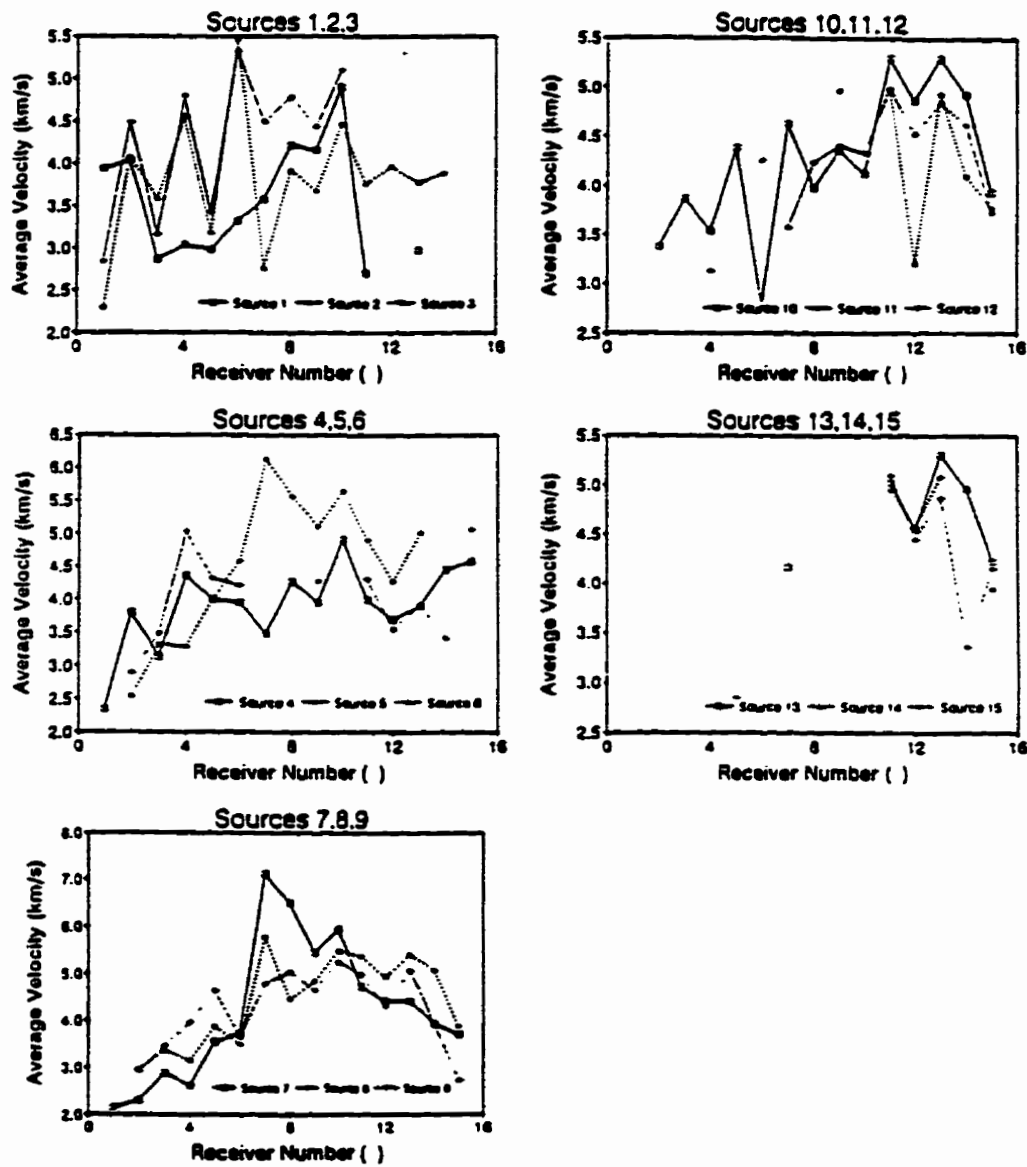 Sources 1.2.3
Average Velocity (km/s)
5.5
5.0
4.5
4.0
3.5
3.0
2.5
2.0
Source 1 Source 2 Source 3
0 4 8 12 16
Receiver Number ( )
Sources 10.11.12
Average Velocity (km/s)
5.5
5.0
4.5
4.0
3.5
3.0
2.5
Source 10 Source 11 Source 12
0 4 8 12 16
Receiver Number ( )
Sources 4,5,6
Average Velocity (km/s)
6.5
6.0
5.5
5.0
4.5
4.0
3.5
3.0
2.5
2.0
Source 4 Source 5 Source 6
0 4 8 12 16
Receiver Number ( )
Sources 13,14,15
Average Velocity (km/s)
5.5
5.0
4.5
4.0
3.5
3.0
2.5
Source 13 Source 14 Source 15
0 4 8 12 16
Receiver Number ( )
Sources 7,8,9
Average Velocity (km/s)
8.0
7.0
6.0
5.0
4.0
3.0
2.0
Source 7 Source 8 Source 9
0 4 8 12 16
Receiver Number ( )